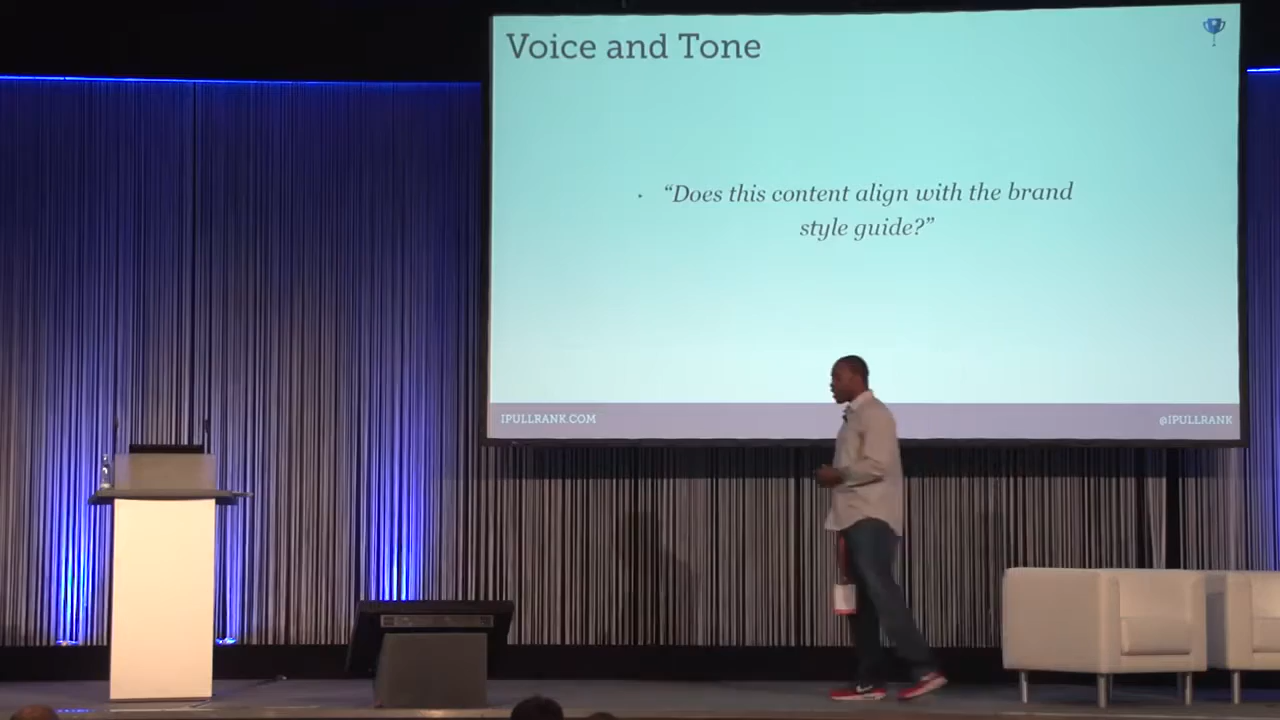 Voice and Tone
· “Does this content align with the brand
style guide?”
IPULLRANK.COM
@IPULLRANK